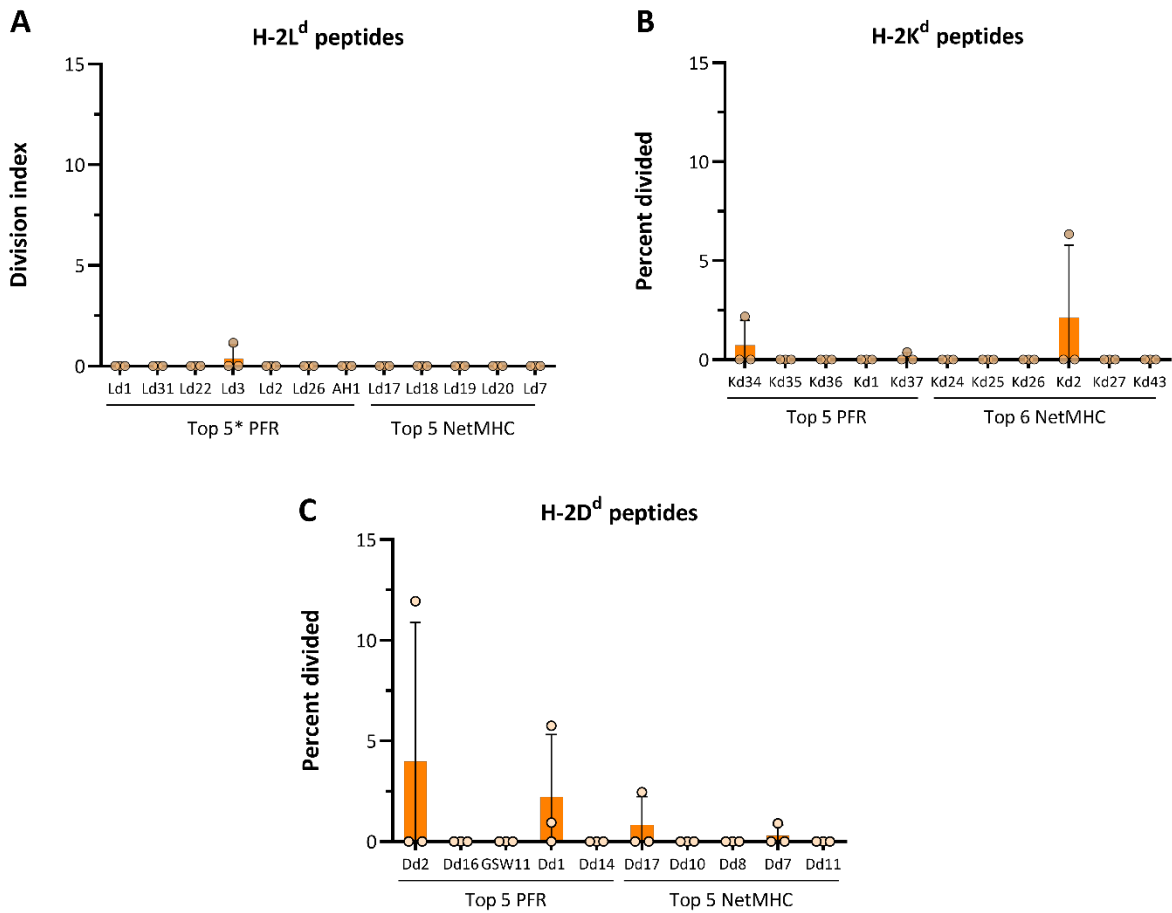 A
H-2Lᵈ peptides
Division index
15
10
5
0
Ld1 Ld31 Ld22 Ld3 Ld2 Ld26 AH1 Ld17 Ld18 Ld19 Ld20 Ld7
Top 5* PFR Top 5 NetMHC
B
H-2Kᵈ peptides
Percent divided
15
10
5
0
Kd34 Kd35 Kd36 Kd1 Kd37 Kd24 Kd25 Kd26 Kd2 Kd27 Kd43
Top 5 PFR Top 6 NetMHC
C
H-2Dᵈ peptides
Percent divided
15
10
5
0
Dd2 Dd16 GSW11 Dd1 Dd14 Dd17 Dd10 Dd8 Dd7 Dd11
Top 5 PFR Top 5 NetMHC